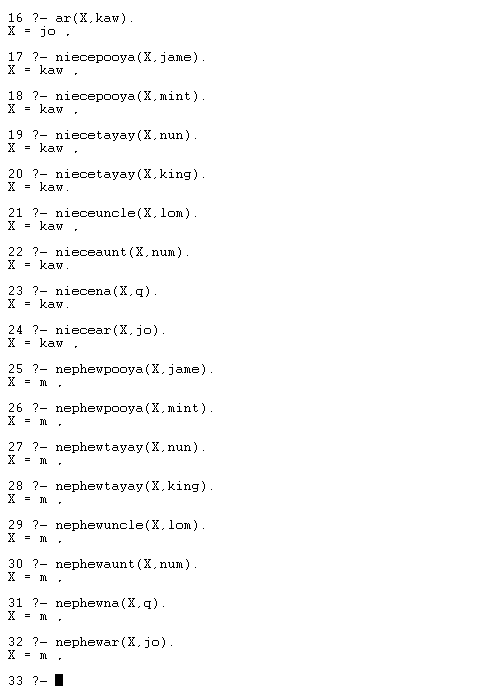 16 ?- ar(X,kaw).
X = jo .
17 ?- niecepooya(X,jame).
X = kaw .
18 ?- niecepooya(X,mint).
X = kaw .
19 ?- niecetayay(X,nun).
X = kaw .
20 ?- niecetayay(X,king).
X = kaw.
21 ?- nieceuncle(X,lom).
X = kaw .
22 ?- nieceaunt(X,num).
X = kaw.
23 ?- niecena(X,q).
X = kaw.
24 ?- niecear(X,jo).
X = kaw .
25 ?- nephewpooya(X,jame).
X = m .
26 ?- nephewpooya(X,mint).
X = m .
27 ?- nephewtayay(X,nun).
X = m .
28 ?- nephewtayay(X,king).
X = m .
29 ?- nephewuncle(X,lom).
X = m .
30 ?- nephewaunt(X,num).
X = m .
31 ?- nephewna(X,q).
X = m .
32 ?- nephewar(X,jo).
X = m .
33 ?-